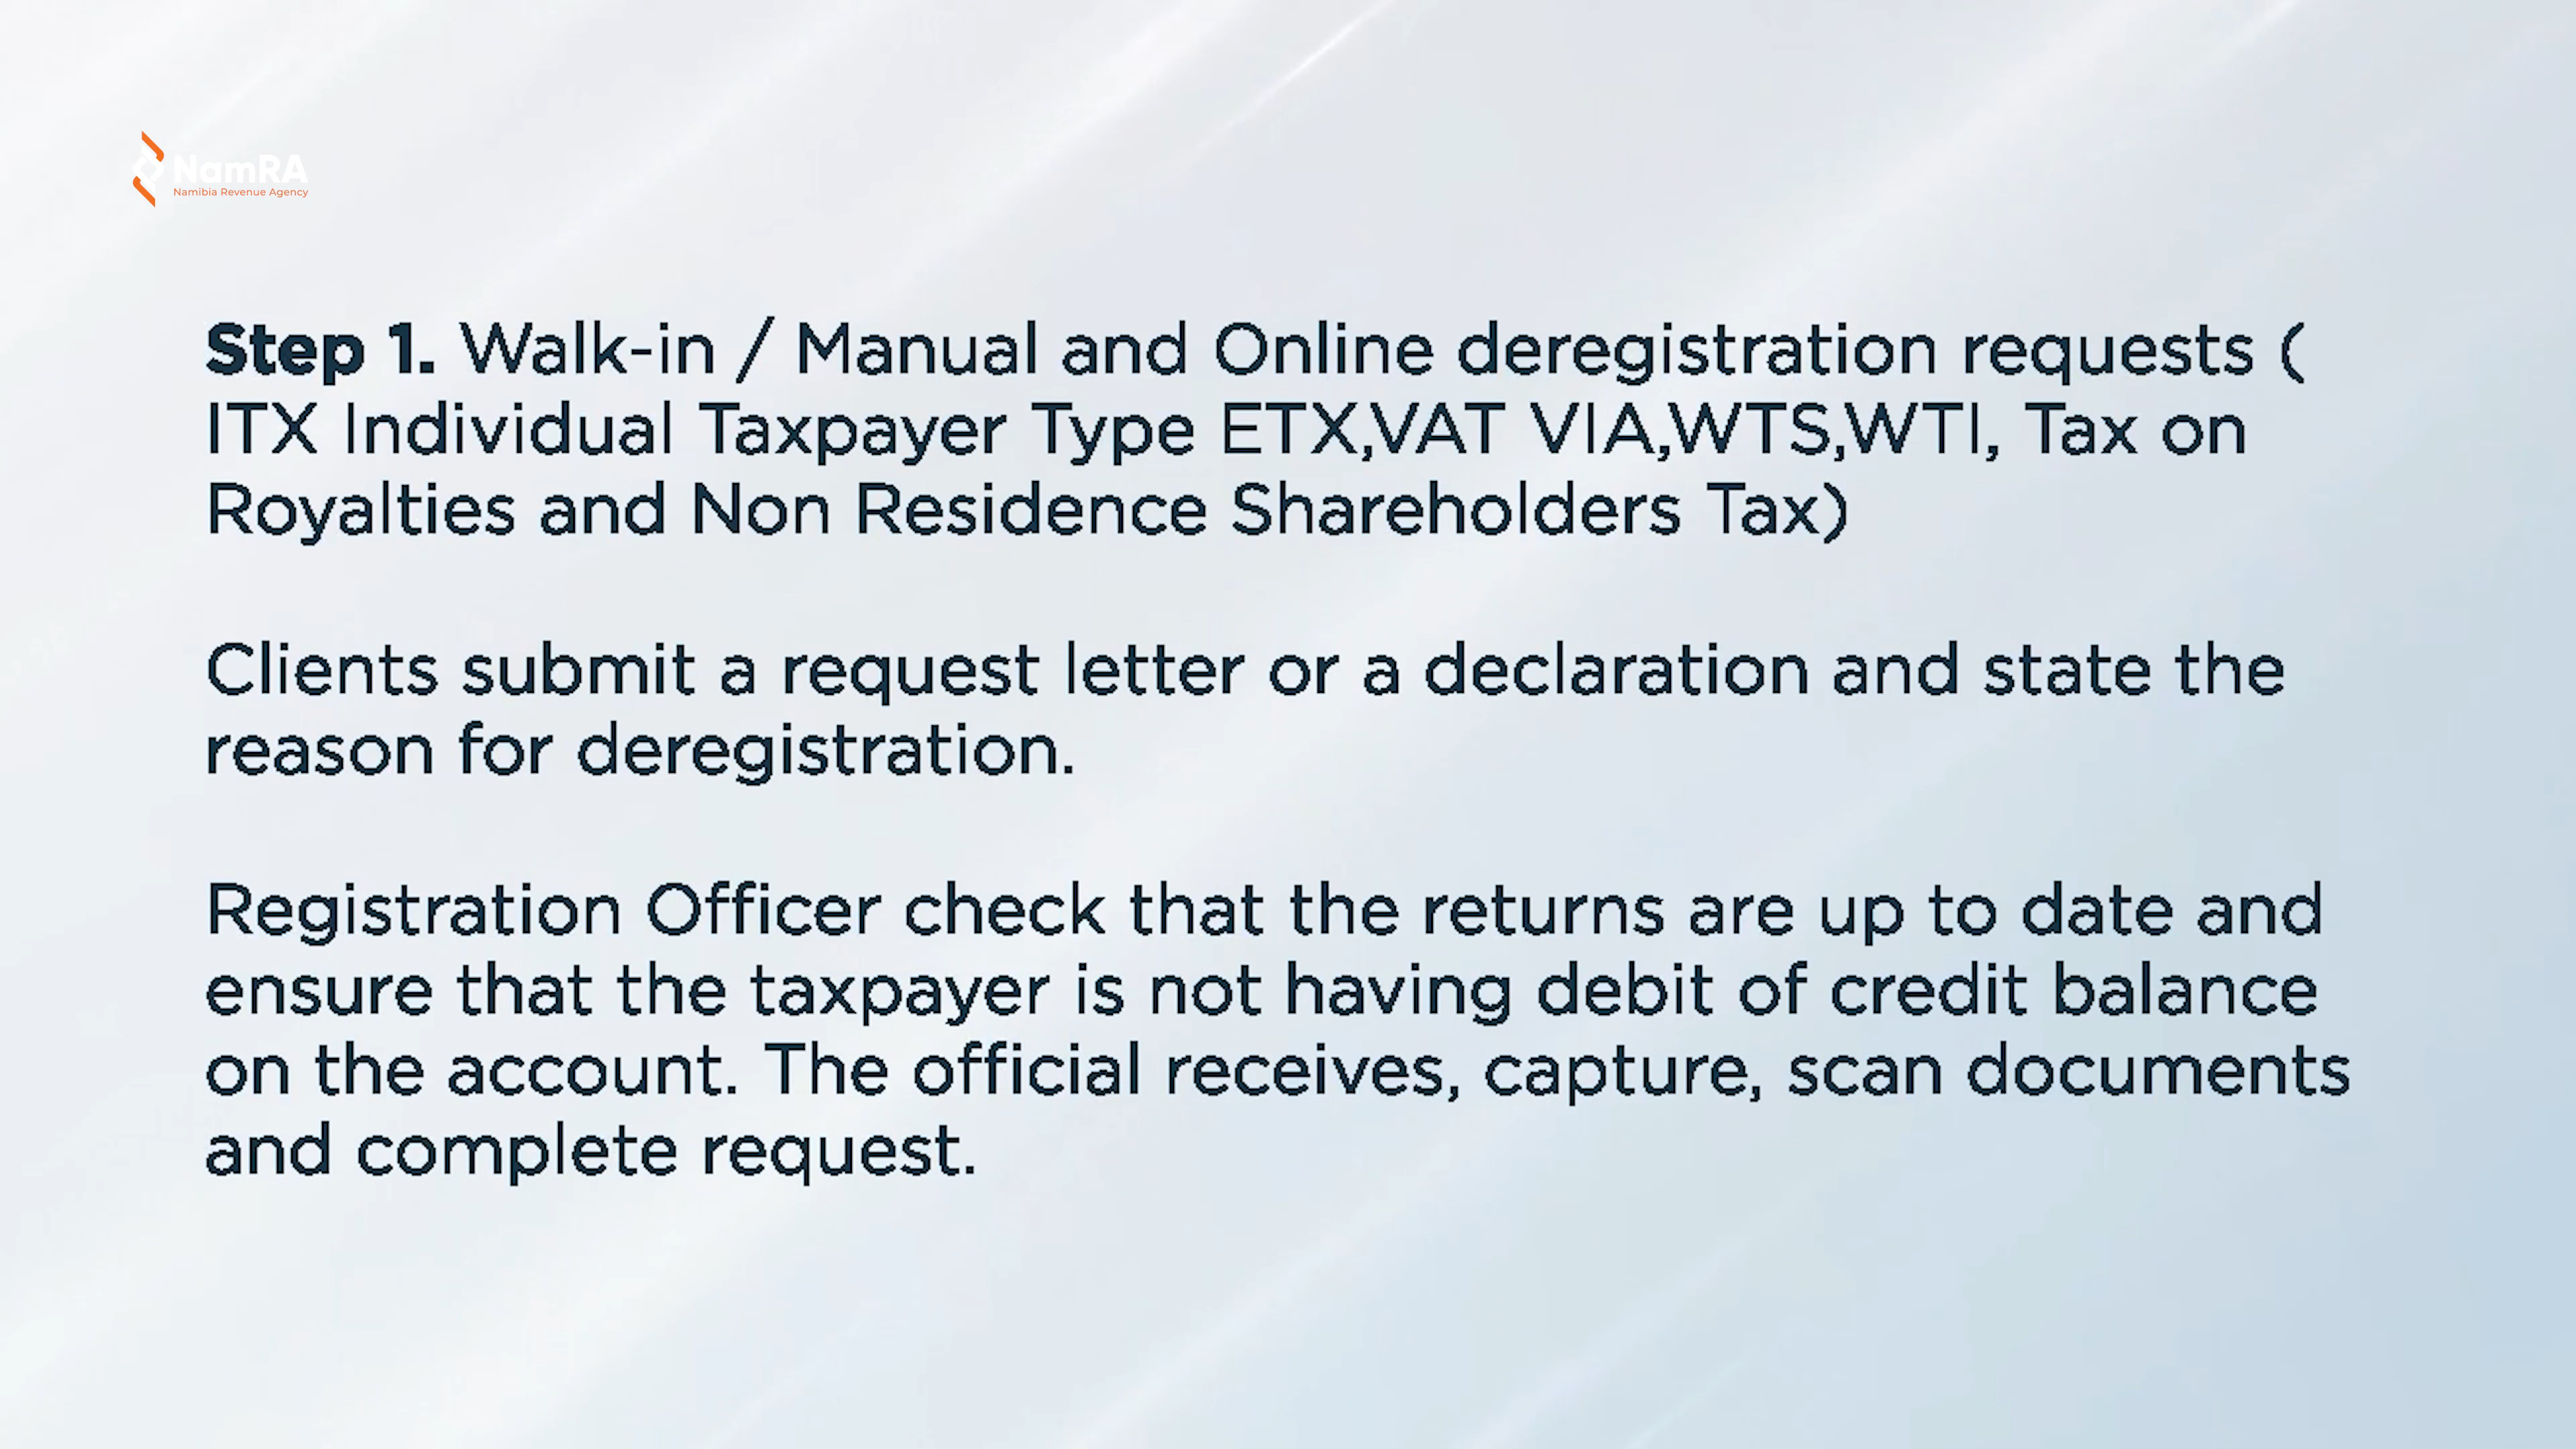 NamRA
Namibia Revenue Agency
Step 1. Walk-in / Manual and Online deregistration requests (
ITX Individual Taxpayer Type ETX,VAT VIA,WTS,WTI, Tax on
Royalties and Non Residence Shareholders Tax)
Clients submit a request letter or a declaration and state the
reason for deregistration.
Registration Officer check that the returns are up to date and
ensure that the taxpayer is not having debit of credit balance
on the account. The official receives, capture, scan documents
and complete request.